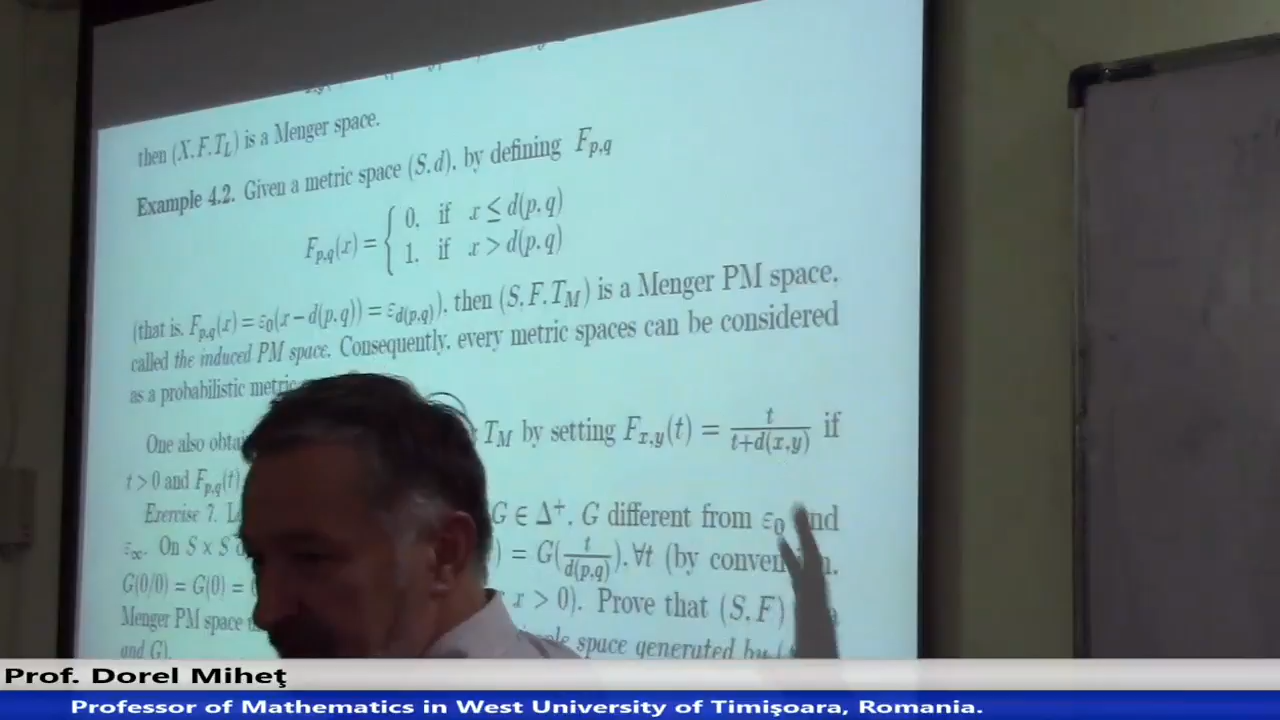 then (X.F.T_L) is a Menger space.
Example 4.2. Given a metric space (S.d), by defining F_{p,q}
F_{p,q}(x) = { 0. if x ≤ d(p.q)
1. if x > d(p.q)
(that is. F_{p,q}(x) = ε_0(x−d(p.q)) = ε_{d(p,q)}), then (S.F.T_M) is a Menger PM space,
called the induced PM space. Consequently, every metric spaces can be considered
as a probabilistic metric
One also T_M by setting F_{x,y}(t) = t/(t+d(x,y)) if
t > 0 and F_{p,q}(t)
Exercise 7. G ∈ Δ^+. G different from ε_0 and
ε_∞. On S × S ) = G(t/d(p,q)), ∀t (by
G(0/0) = G(0) = x > 0). Prove that (S.F)
Menger PM space
and G). space generated by
Prof. Dorel Miheţ
Professor of Mathematics in West University of Timişoara, Romania.